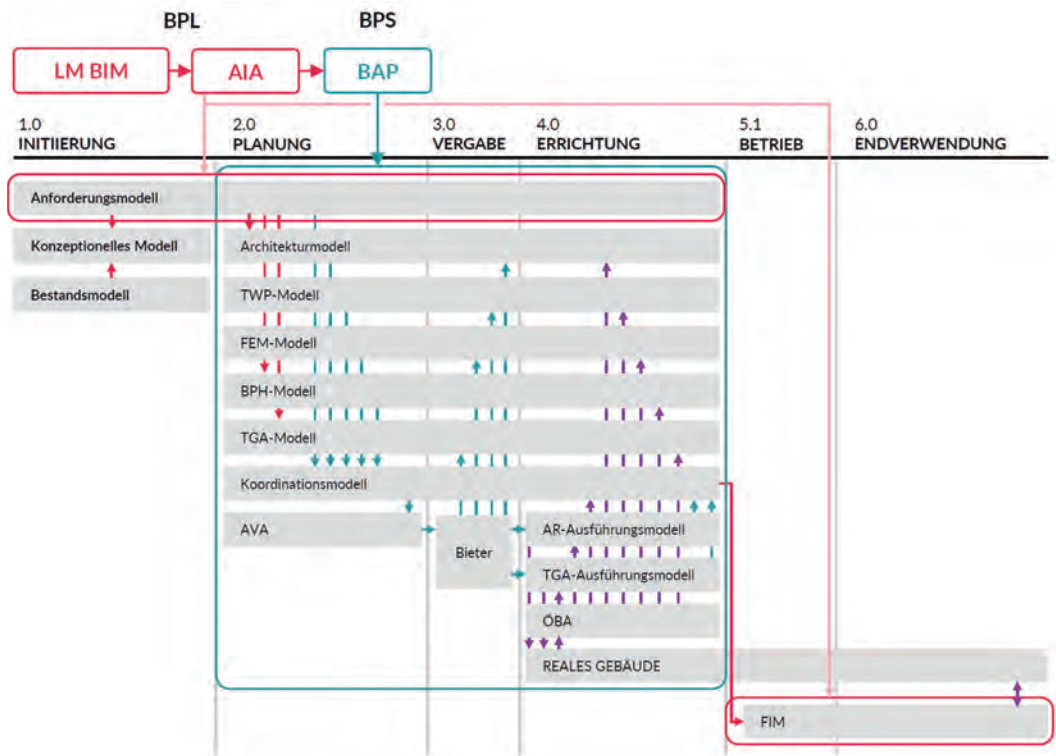 BPL BPS
LM BIM AIA BAP
1.0 2.0 3.0 4.0 5.1 6.0
INITIIERUNG PLANUNG VERGABE ERRICHTUNG BETRIEB ENDVERWENDUNG
Anforderungsmodell
Konzeptionelles Modell Architekturmodell
Bestandsmodell TWP-Modell
FEM-Modell
BPH-Modell
TGA-Modell
Koordinationsmodell
AVA AR-Ausführungsmodell
Bieter
TGA-Ausführungsmodell
ÖBA
REALES GEBÄUDE
FIM